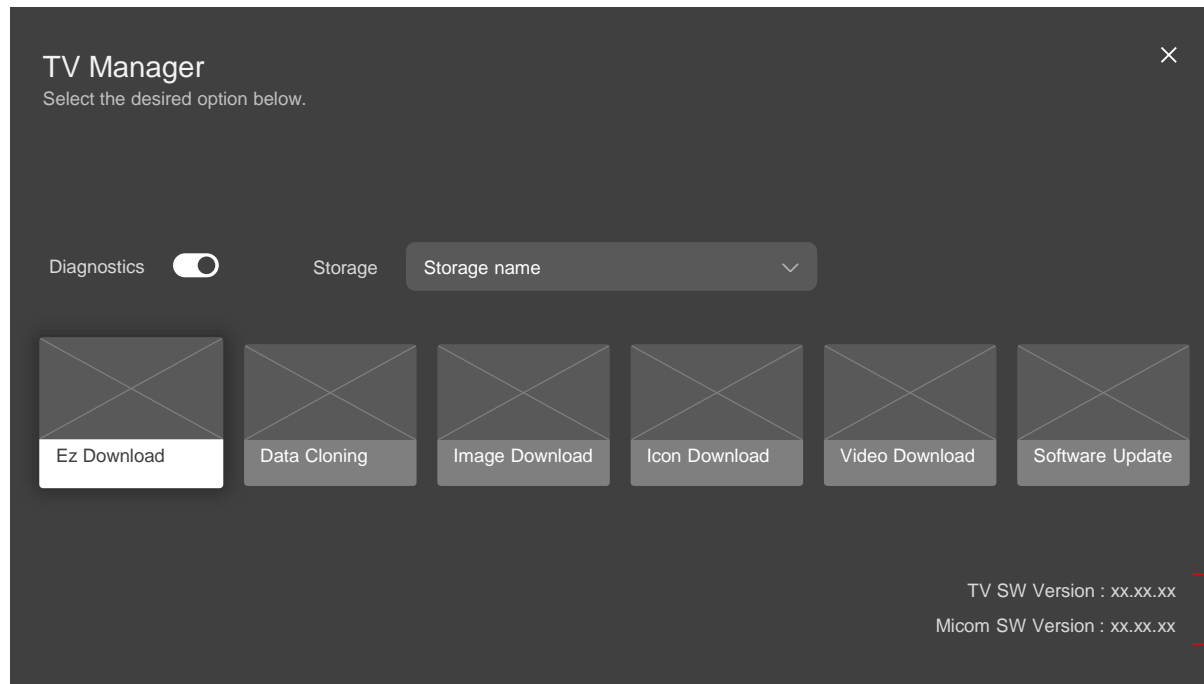 TV Manager
Select the desired option below.
Diagnostics
Storage
Storage name
Ez Download
Data Cloning
Image Download
Icon Download
Video Download
Software Update
TV SW Version : xx.xx.xx
Micom SW Version : xx.xx.xx